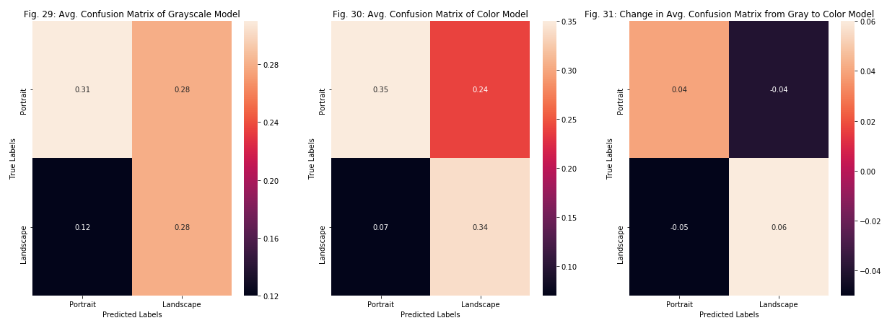 Fig. 29: Avg. Confusion Matrix of Grayscale Model
True Labels
Portrait
Landscape
0.31
0.28
0.12
0.28
Portrait
Landscape
Predicted Labels
0.28
0.24
0.20
0.16
0.12
Fig. 30: Avg. Confusion Matrix of Color Model
True Labels
Portrait
Landscape
0.35
0.24
0.07
0.34
Portrait
Landscape
Predicted Labels
0.35
0.30
0.25
0.20
0.15
0.10
Fig. 31: Change in Avg. Confusion Matrix from Gray to Color Model
True Labels
Portrait
Landscape
0.04
-0.04
-0.05
0.06
Portrait
Landscape
Predicted Labels
0.06
0.04
0.02
0.00
−0.02
−0.04